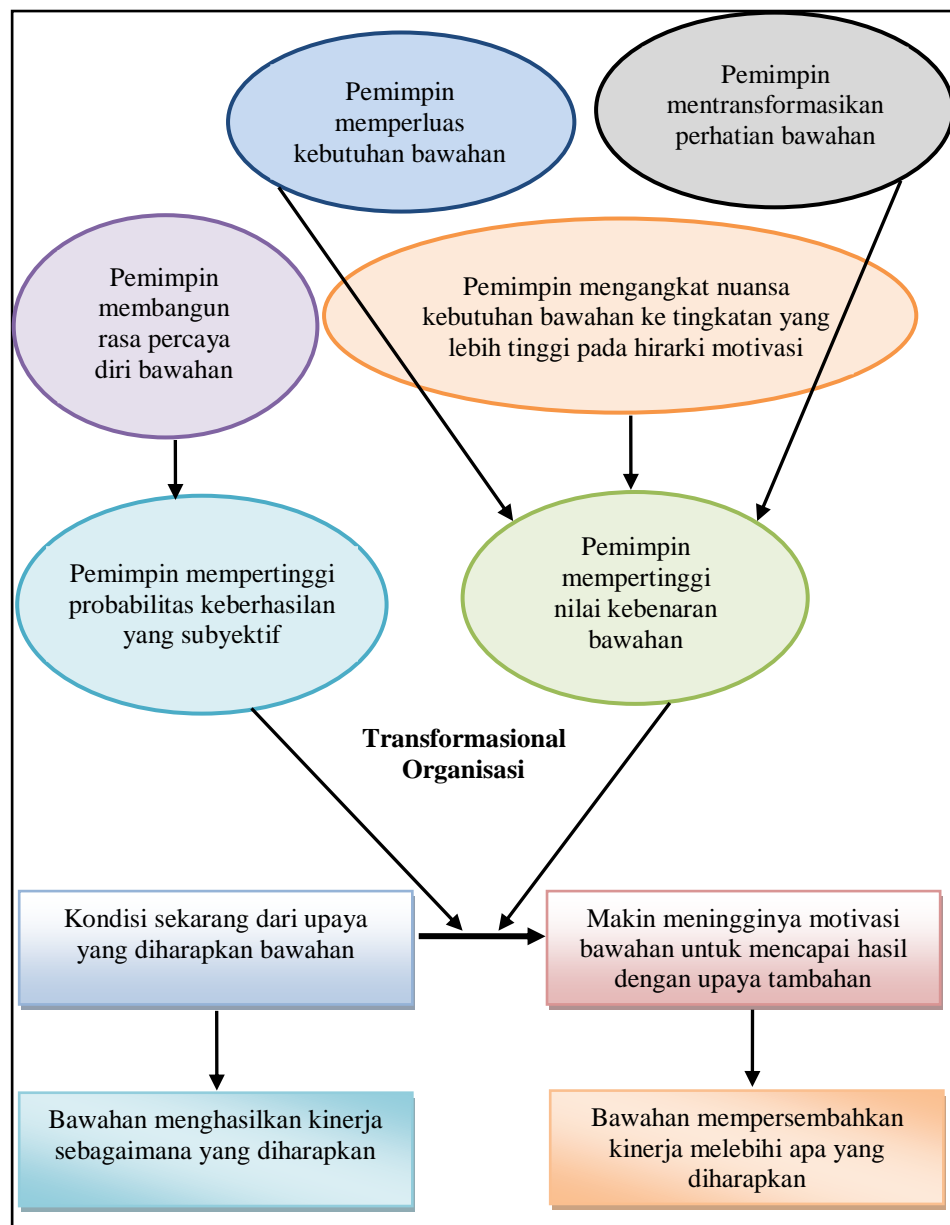 Pemimpin
memperluas
kebutuhan bawahan
Pemimpin
mentransformasikan
perhatian bawahan
Pemimpin
membangun
rasa percaya
diri bawahan
Pemimpin mengangkat nuansa
kebutuhan bawahan ke tingkatan yang
lebih tinggi pada hirarki motivasi
Pemimpin mempertinggi
probabilitas keberhasilan
yang subyektif
Pemimpin
mempertinggi
nilai kebenaran
bawahan
Transformasional
Organisasi
Kondisi sekarang dari upaya
yang diharapkan bawahan
Makin meningginya motivasi
bawahan untuk mencapai hasil
dengan upaya tambahan
Bawahan menghasilkan kinerja
sebagaimana yang diharapkan
Bawahan mempersembahkan
kinerja melebihi apa yang
diharapkan